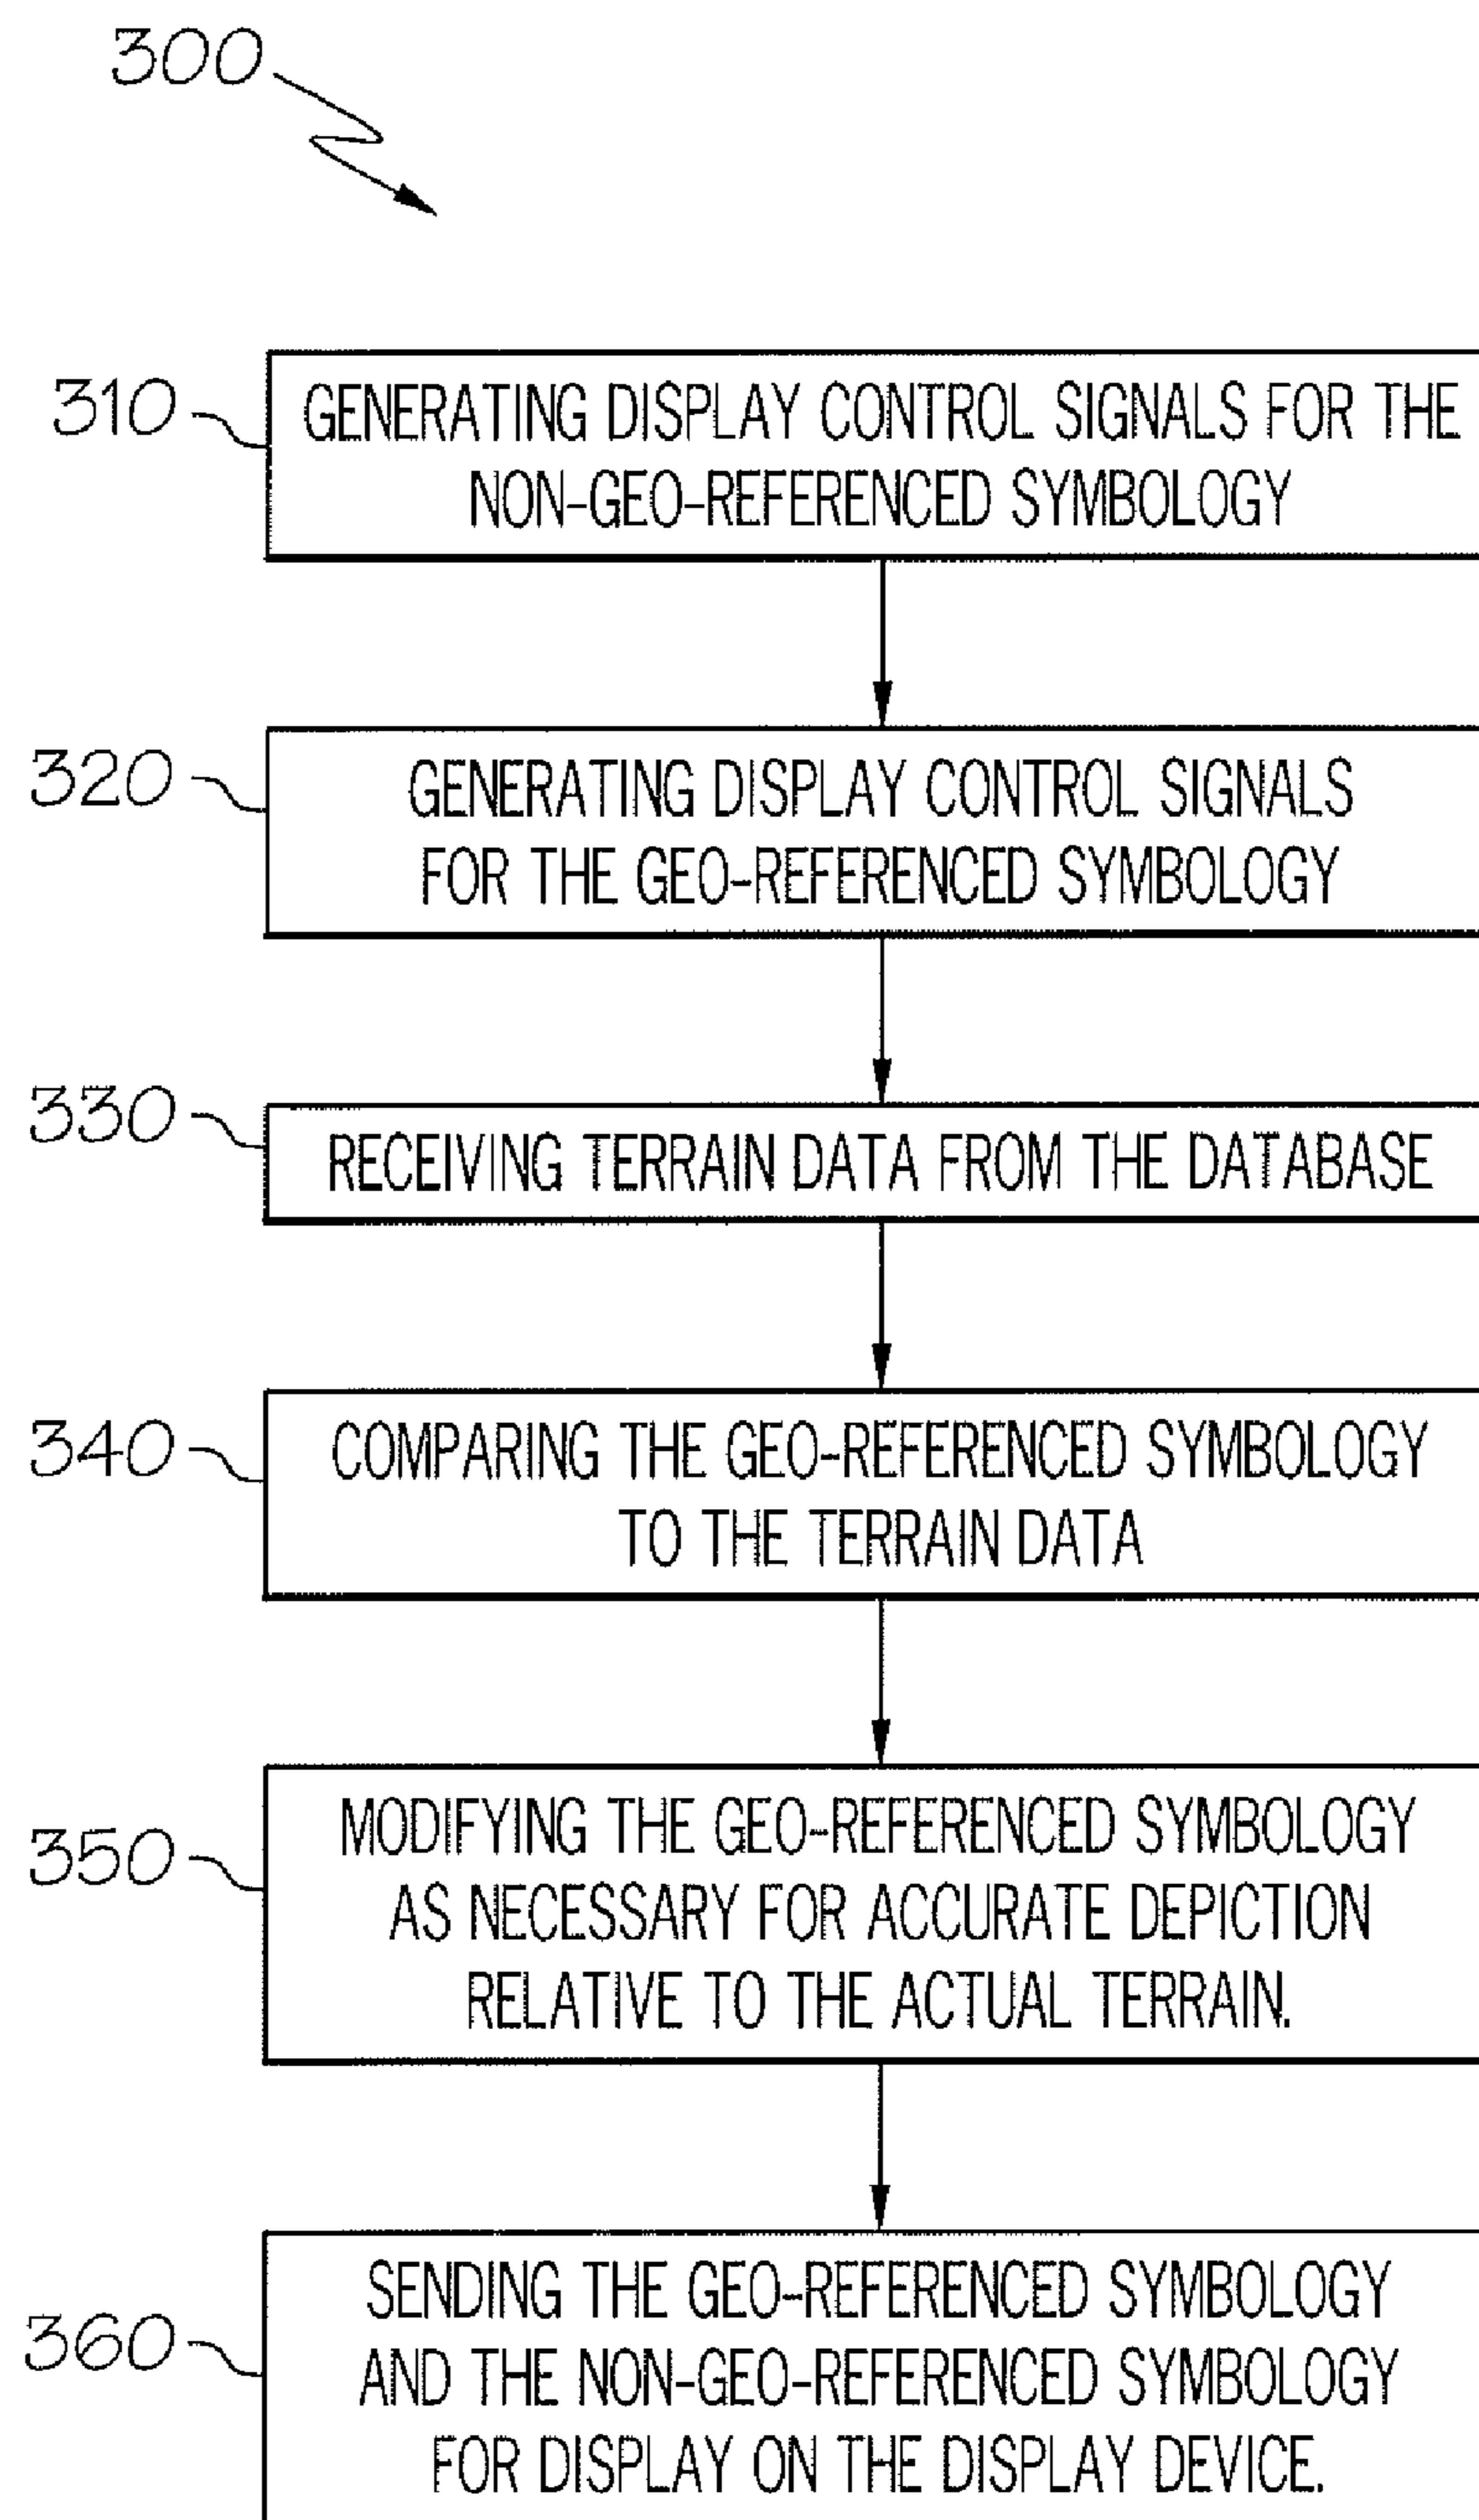 300
310
GENERATING DISPLAY CONTROL SIGNALS FOR THE
NON-GEO-REFERENCED SYMBOLOGY
320
GENERATING DISPLAY CONTROL SIGNALS
FOR THE GEO-REFERENCED SYMBOLOGY
330
RECEIVING TERRAIN DATA FROM THE DATABASE
340
COMPARING THE GEO-REFERENCED SYMBOLOGY
TO THE TERRAIN DATA
350
MODIFYING THE GEO-REFERENCED SYMBOLOGY
AS NECESSARY FOR ACCURATE DEPICTION
RELATIVE TO THE ACTUAL TERRAIN.
360
SENDING THE GEO-REFERENCED SYMBOLOGY
AND THE NON-GEO-REFERENCED SYMBOLOGY
FOR DISPLAY ON THE DISPLAY DEVICE.